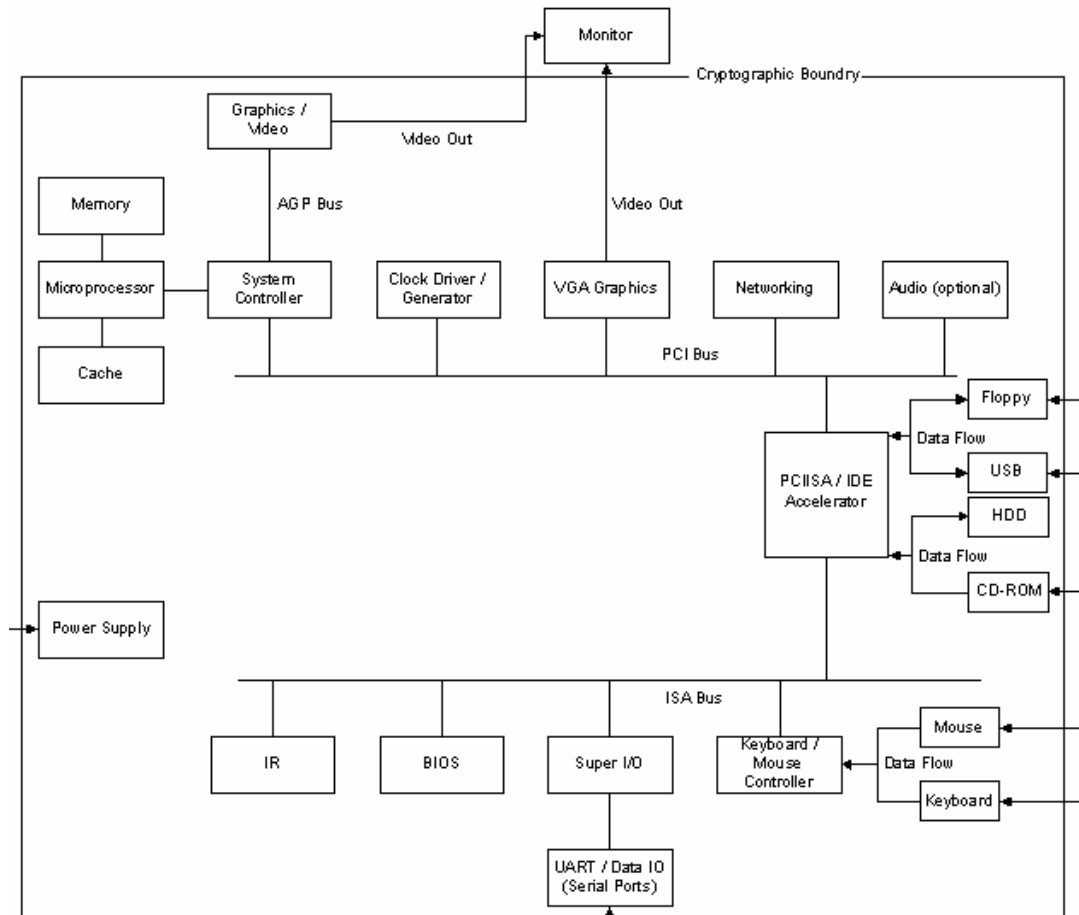 Monitor
Cryptographic Boundry
Graphics /
Video
Video Out
Memory
AGP Bus
Video Out
Microprocessor
System
Controller
Clock Driver /
Generator
VGA Graphics
Networking
Audio (optional)
Cache
PCI Bus
Floppy
Data Flow
USB
PCIISA / IDE
Accelerator
HDD
Data Flow
CD-ROM
Power Supply
ISA Bus
IR
BIOS
Super I/O
Keyboard /
Mouse
Controller
Mouse
Data Flow
Keyboard
UART / Data IO
(Serial Ports)